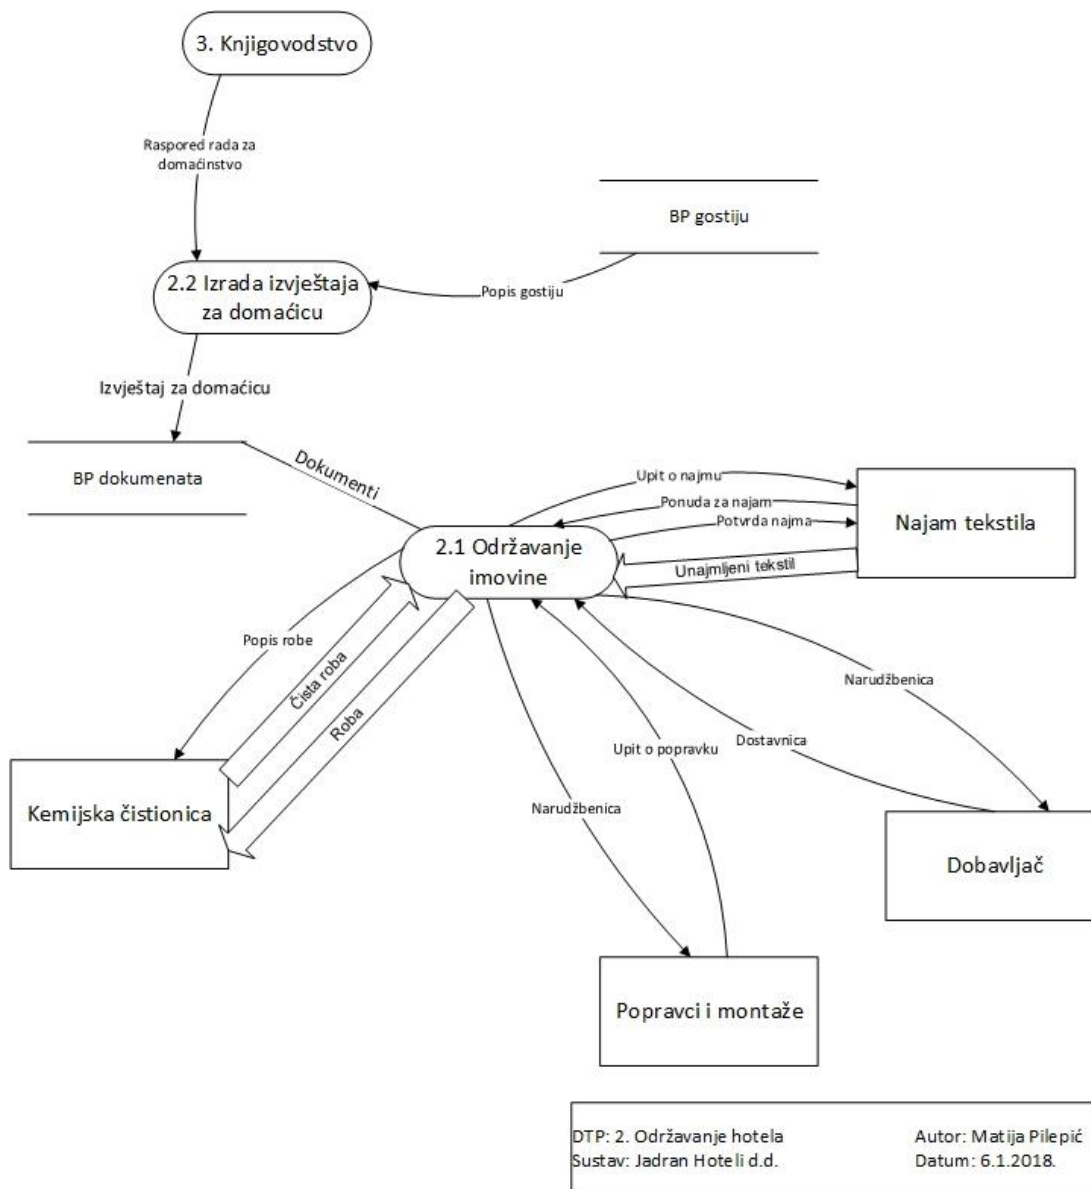 3. Knjigovodstvo
Raspored rada za
domaćinstvo
BP gostiju
2.2 Izrada izvještaja
za domaćicu
Popis gostiju
Izvještaj za domaćicu
BP dokumenata
Dokumenti
Upit o najmu
Ponuda za najam
Potvrda najma
Najam tekstila
2.1 Održavanje
imovine
Unajmljeni tekstil
Popis robe
Čista roba
Roba
Narudžbenica
Dostavnica
Upit o popravku
Narudžbenica
Kemijska čistionica
Dobavljač
Popravci i montaže
DTP: 2. Održavanje hotela
Autor: Matija Pilepić
Sustav: Jadran Hoteli d.d.
Datum: 6.1.2018.